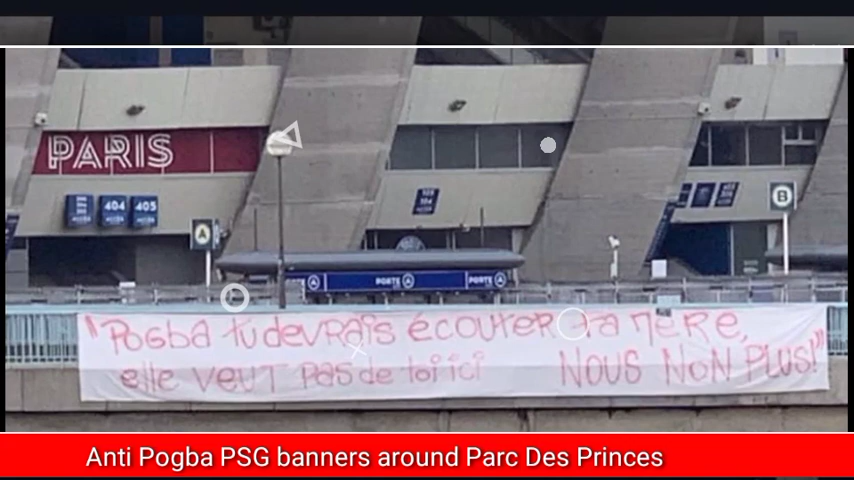 PARIS
404 405
A
B
PORTE A PORTE A
"Pogba tu devrais écouter ta mère,
elle veut pas de toi ici NOUS NON PLUS!"
Anti Pogba PSG banners around Parc Des Princes